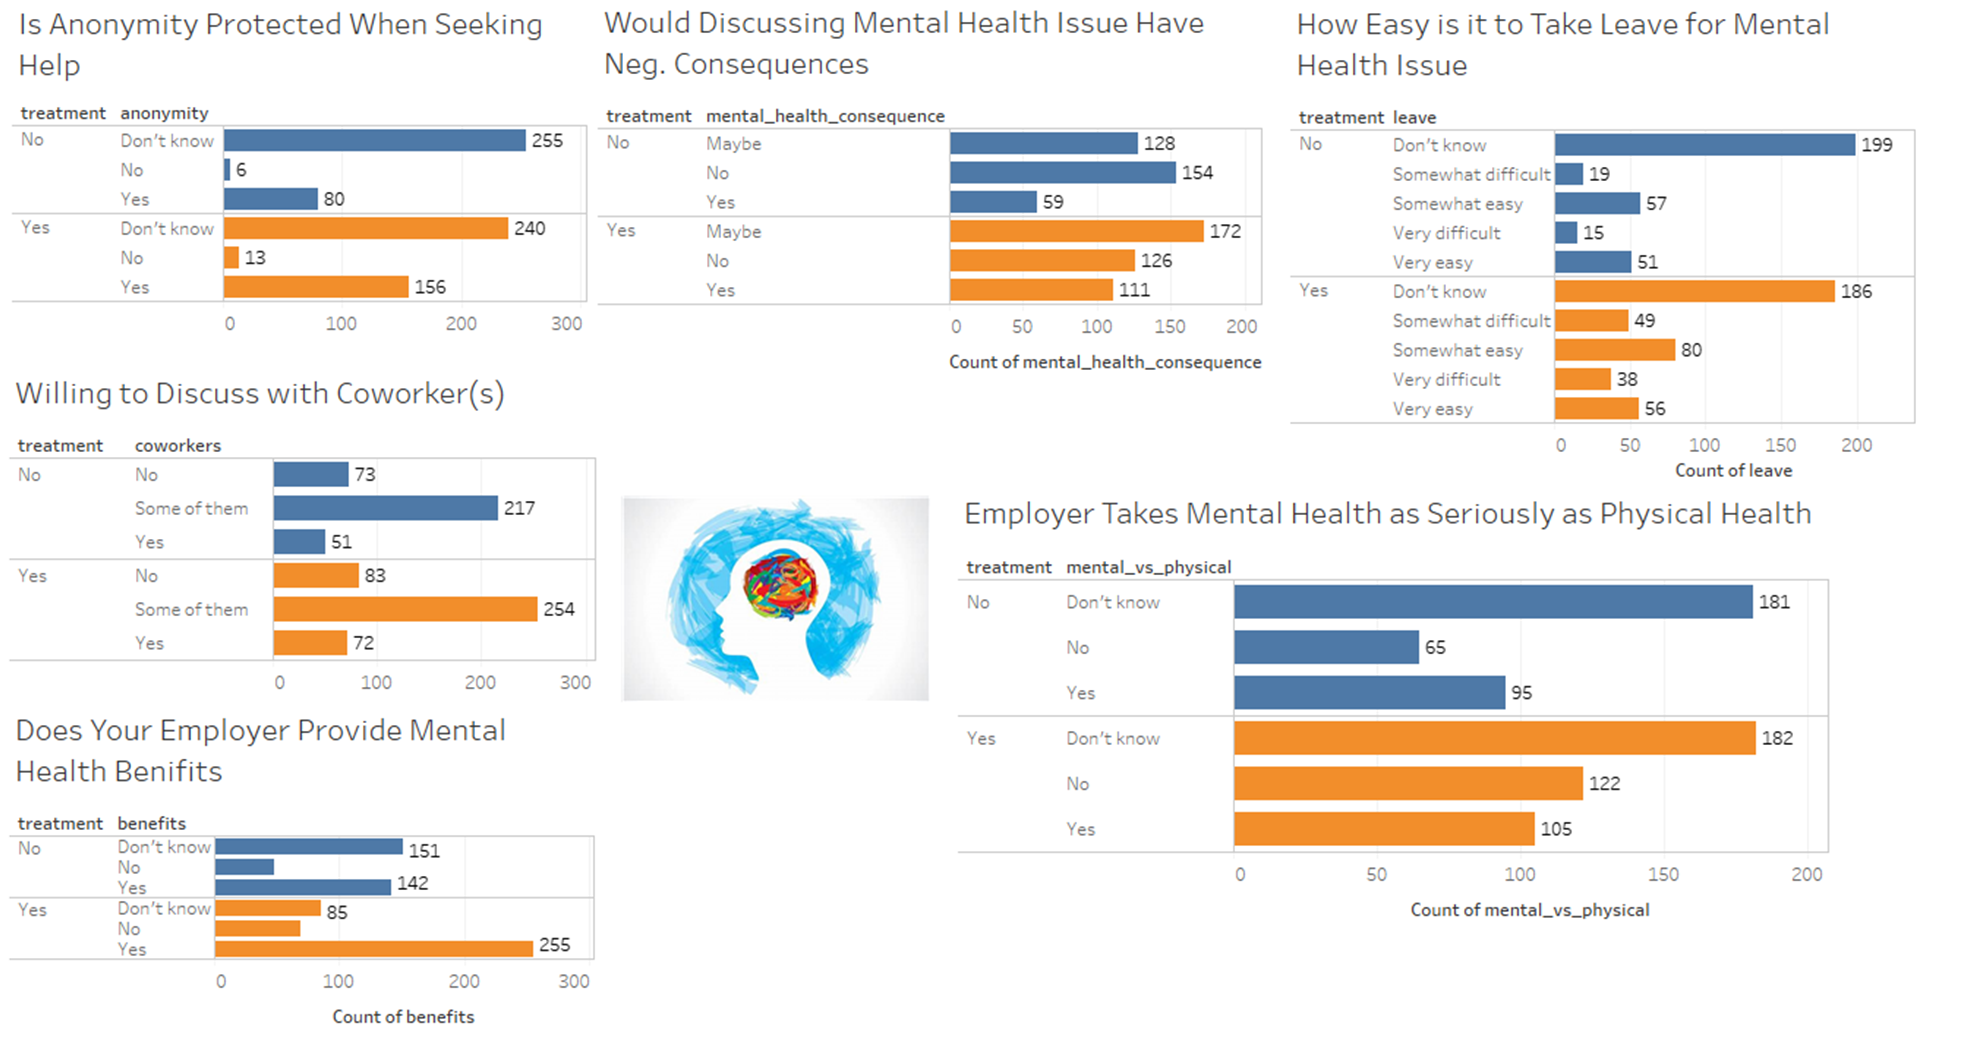 Is Anonymity Protected When Seeking
Help
treatment anonymity
No Don't know 255
No 6
Yes 80
Yes Don't know 240
No 13
Yes 156
0 100 200 300
Would Discussing Mental Health Issue Have
Neg. Consequences
treatment mental_health_consequence
No Maybe 128
No 154
Yes 59
Yes Maybe 172
No 126
Yes 111
0 50 100 150 200
Count of mental_health_consequence
How Easy is it to Take Leave for Mental
Health Issue
treatment leave
No Don't know 199
Somewhat difficult 19
Somewhat easy 57
Very difficult 15
Very easy 51
Yes Don't know 186
Somewhat difficult 49
Somewhat easy 80
Very difficult 38
Very easy 56
0 50 100 150 200
Count of leave
Willing to Discuss with Coworker(s)
treatment coworkers
No No 73
Some of them 217
Yes 51
Yes No 83
Some of them 254
Yes 72
0 100 200 300
Employer Takes Mental Health as Seriously as Physical Health
treatment mental_vs_physical
No Don't know 181
No 65
Yes 95
Yes Don't know 182
No 122
Yes 105
0 50 100 150 200
Count of mental_vs_physical
Does Your Employer Provide Mental
Health Benifits
treatment benefits
No Don't know 151
No
Yes 142
Yes Don't know 85
No
Yes 255
0 100 200 300
Count of benefits